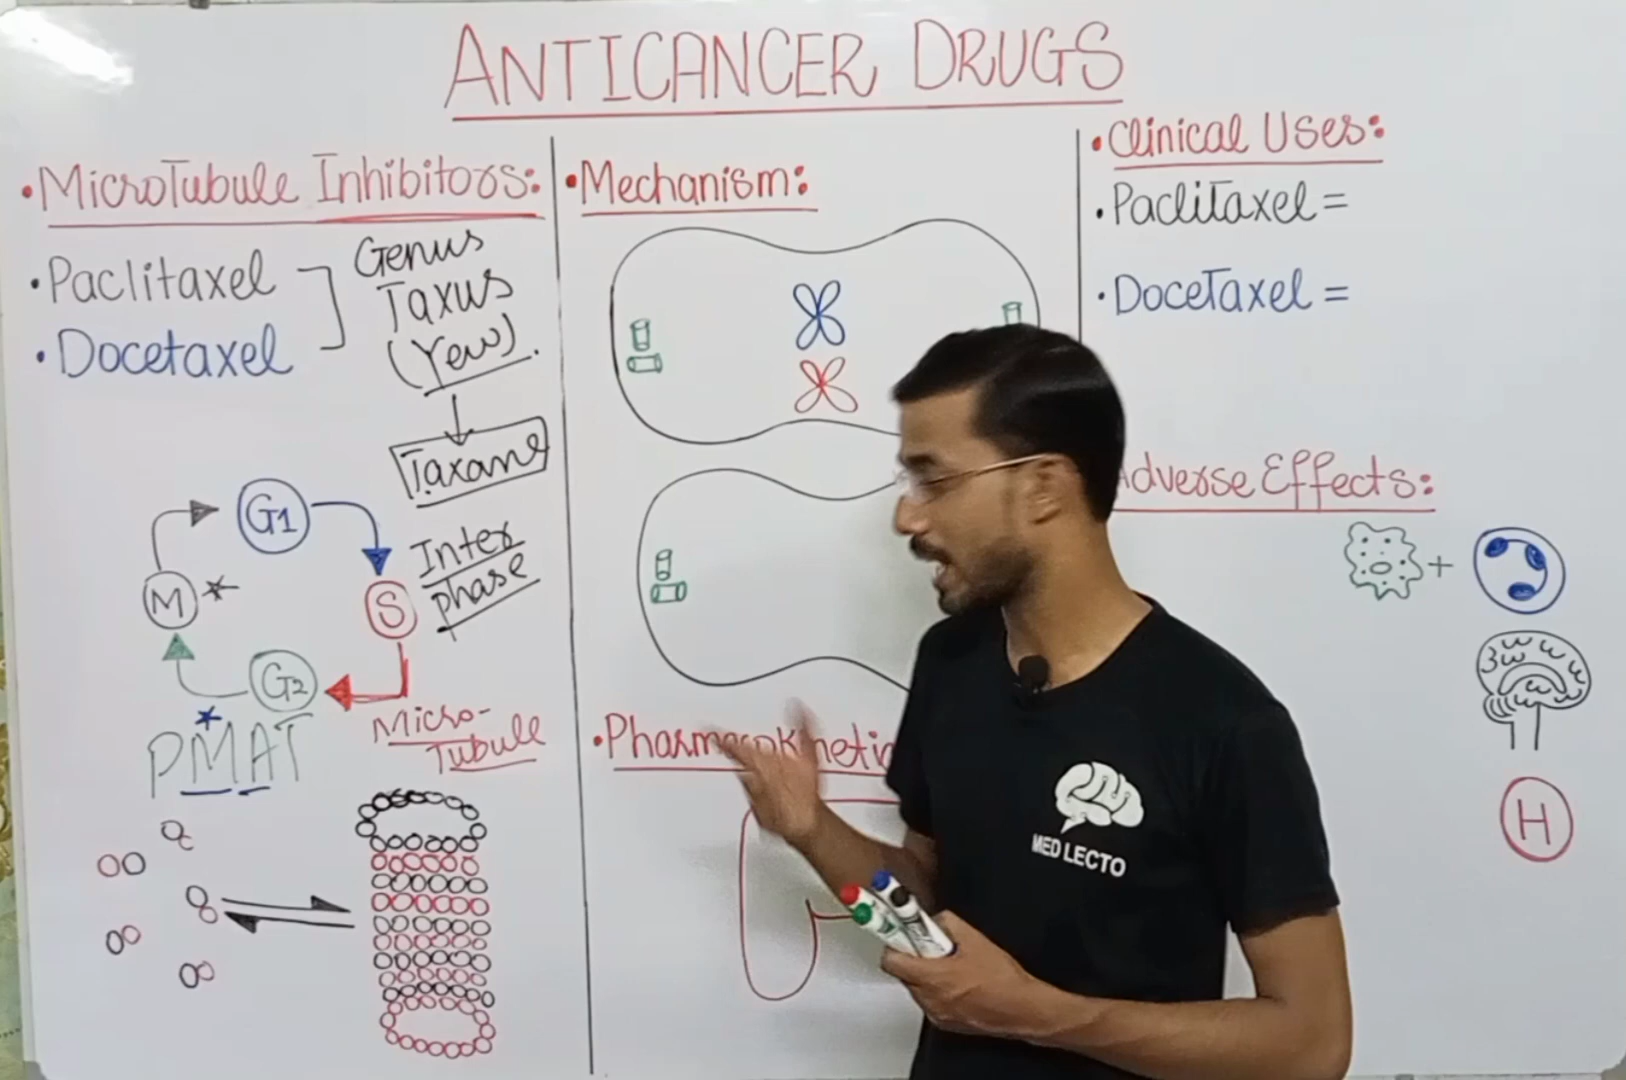 ANTICANCER DRUGS
• MicroTubule Inhibitors:
• Paclitaxel
• Docetaxel
Genus
Taxus
(Yew).
Taxane
G1
S
G2
M
Inter
phase
PMAT
Micro-
Tubule
• Mechanism:
• Pharmacokinetic
• Clinical Uses:
• Paclitaxel =
• Docetaxel =
Adverse Effects:
+
H
MED LECTO